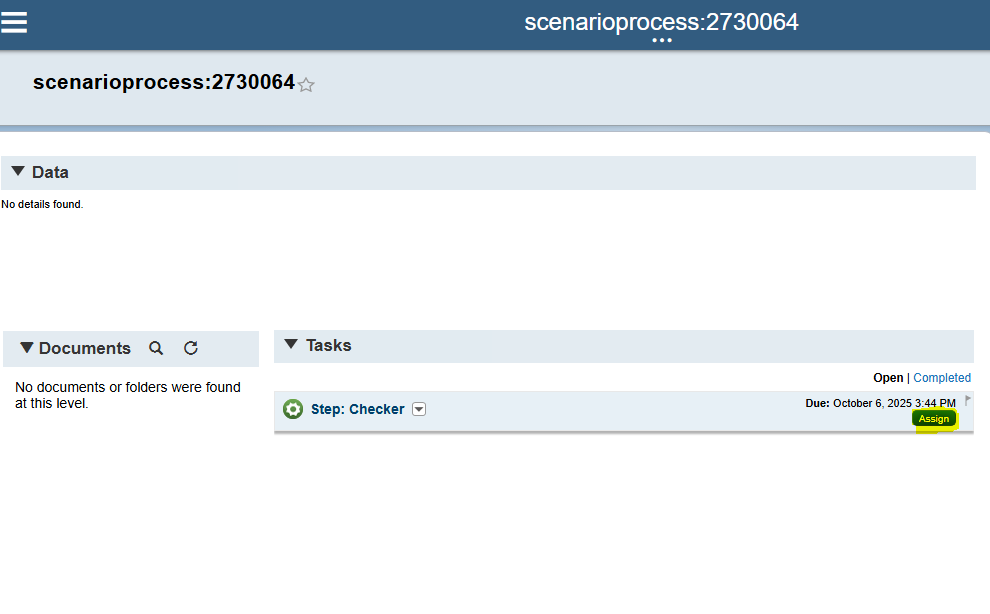 scenarioprocess:2730064
scenarioprocess:2730064
Data
No details found.
Documents
No documents or folders were found
at this level.
Tasks
Open | Completed
Step: Checker
Due: October 6, 2025 3:44 PM
Assign